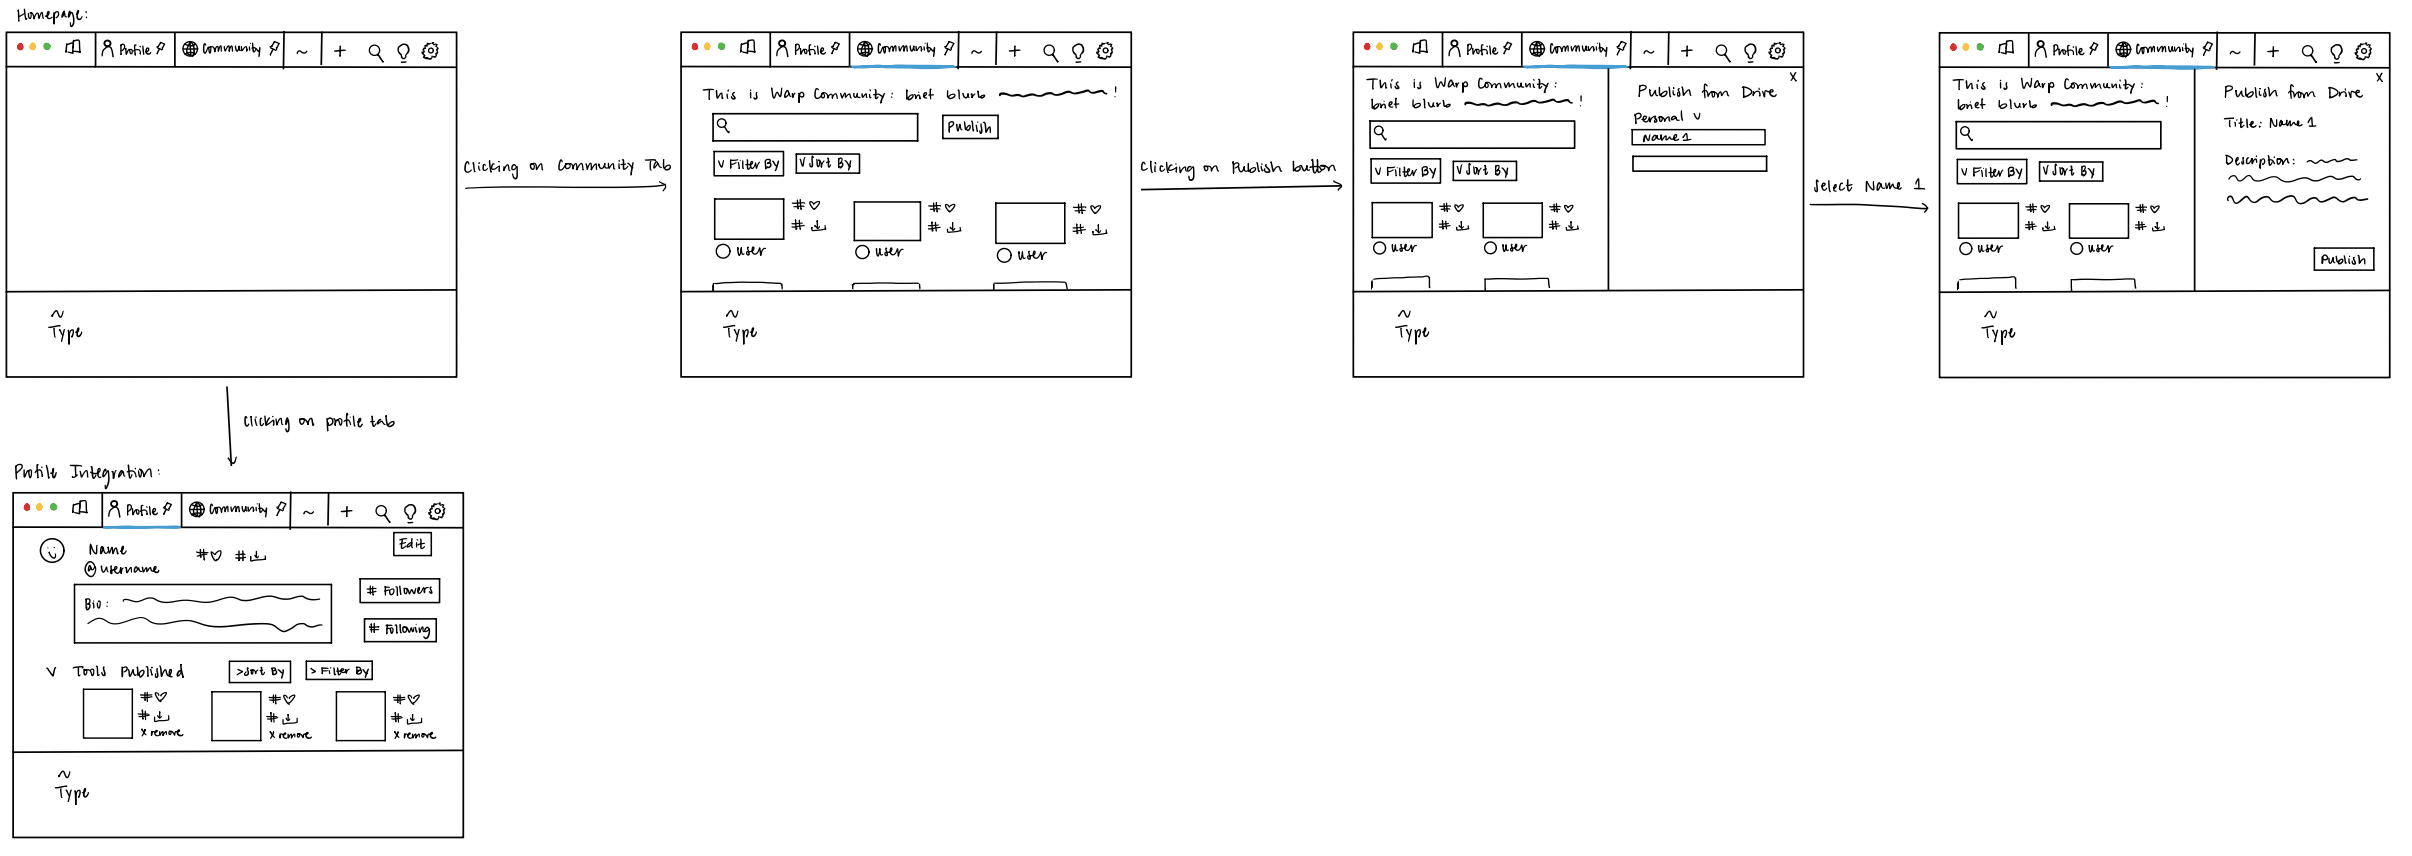 Homepage:
Profile
Community
~
+
~
Type
Clicking on Community Tab
Profile
Community
~
+
This is Warp Community: brief blurb !
Publish
v Filter By
v Sort By
# ♡
#
user
# ♡
#
user
# ♡
#
user
~
Type
Clicking on Publish button
Profile
Community
~
+
This is Warp Community:
brief blurb !
v Filter By
v Sort By
# ♡
#
user
# ♡
#
user
x
Publish from Drive
Personal v
Name 1
~
Type
Select Name 1
Profile
Community
~
+
This is Warp Community:
brief blurb !
v Filter By
v Sort By
# ♡
#
user
# ♡
#
user
x
Publish from Drive
Title: Name 1
Description:
Publish
~
Type
Clicking on profile tab
Profile Integration:
Profile
Community
~
+
Name
@username
# ♡ #
Edit
Bio:
# Followers
# Following
v Tools Published
> Sort By
> Filter By
# ♡
#
x remove
# ♡
#
x remove
# ♡
#
x remove
~
Type